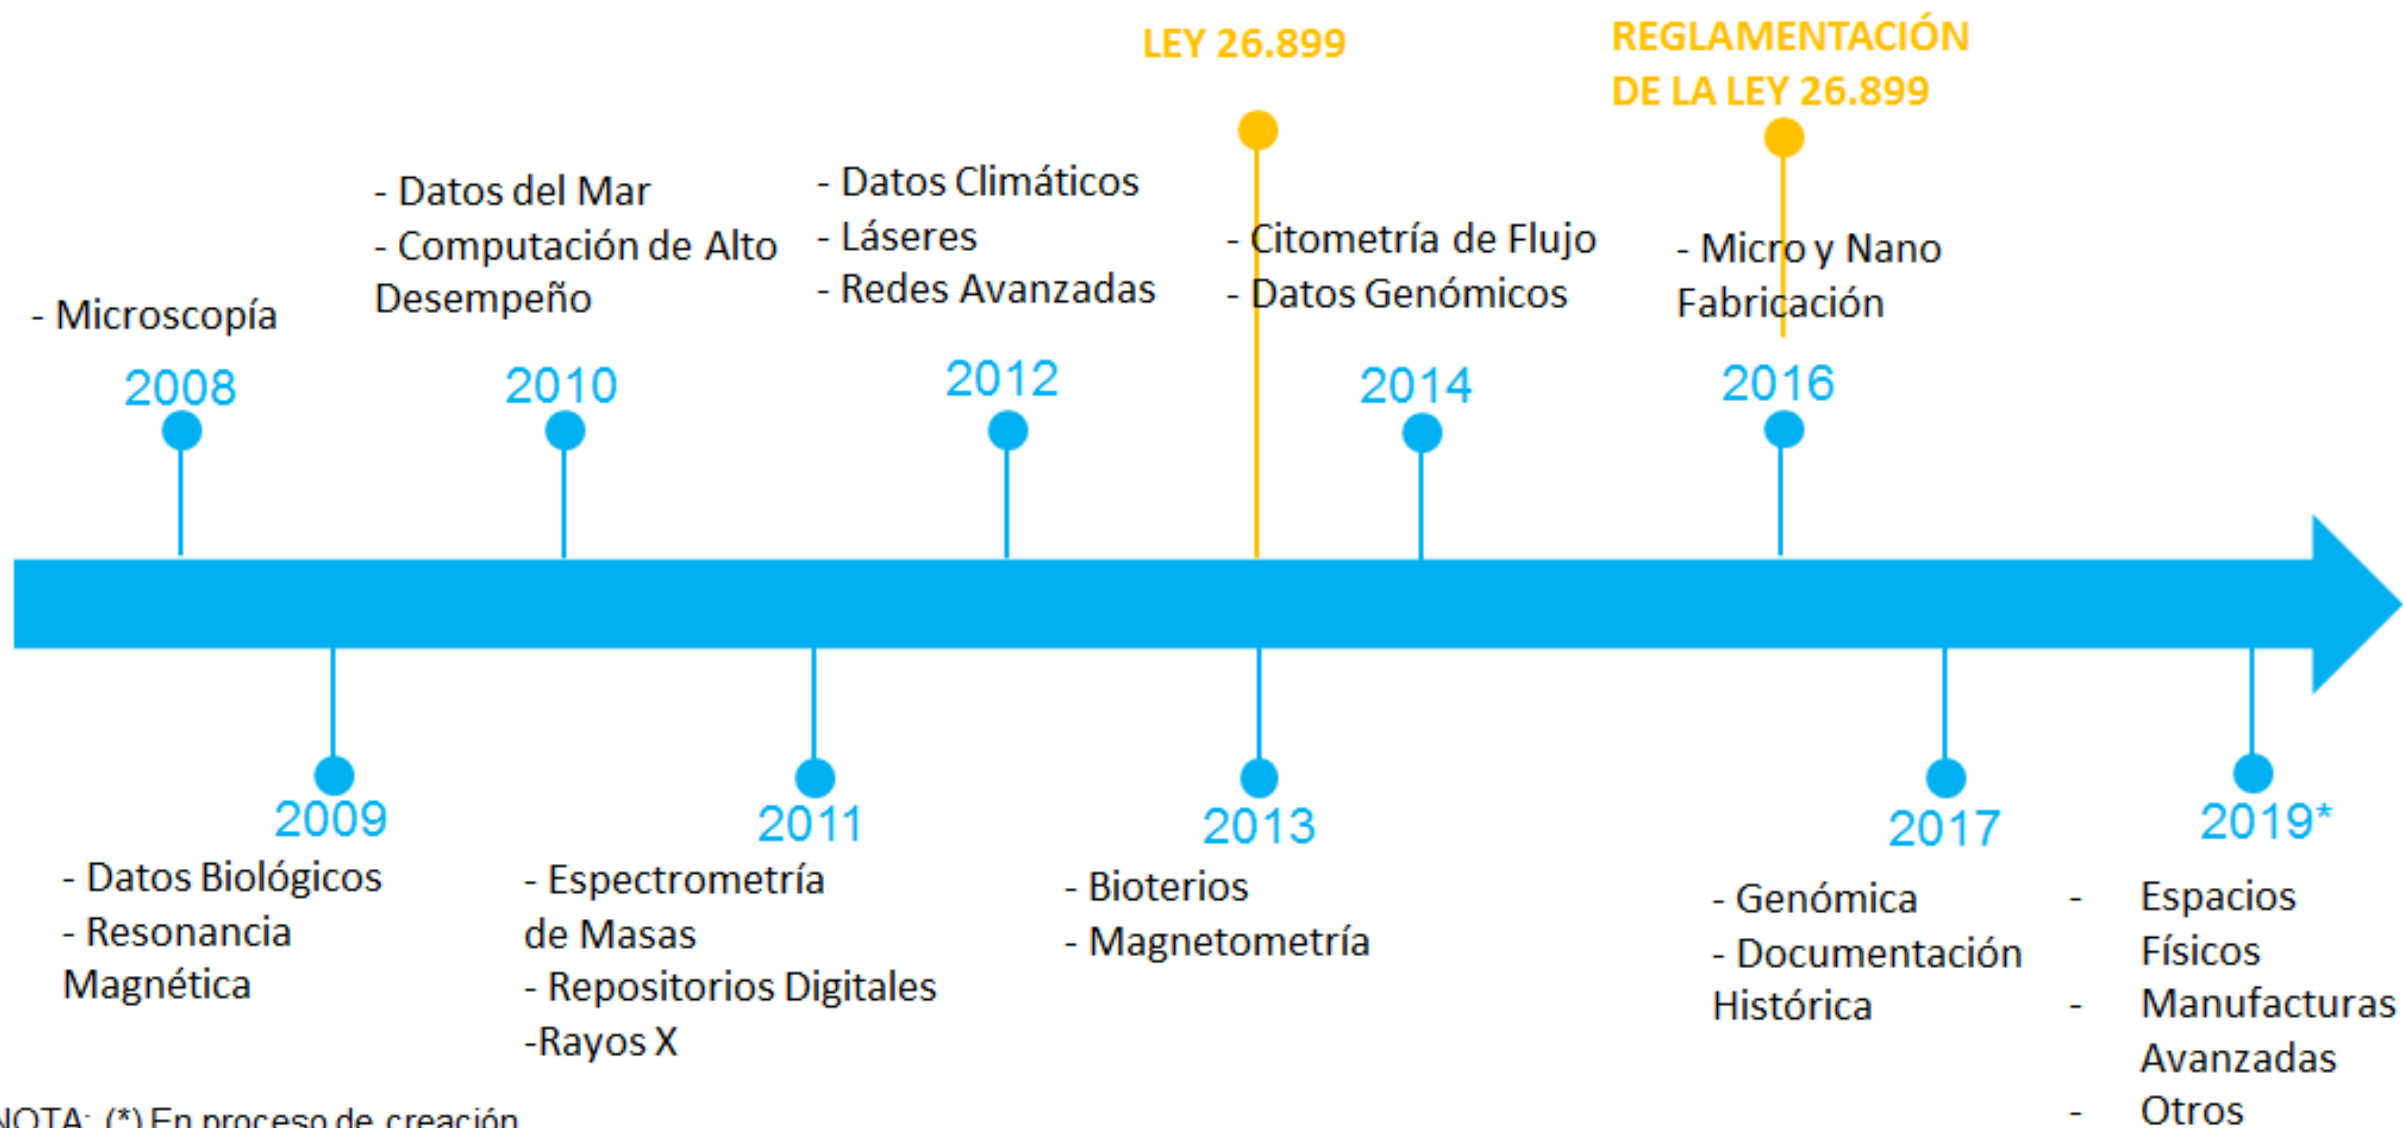 LEY 26.899
REGLAMENTACIÓN
DE LA LEY 26.899
- Microscopía
2008
- Datos del Mar
- Computación de Alto
Desempeño
2010
- Datos Climáticos
- Láseres
- Redes Avanzadas
2012
- Citometría de Flujo
- Datos Genómicos
2014
- Micro y Nano
Fabricación
2016
2009
- Datos Biológicos
- Resonancia
Magnética
2011
- Espectrometría
de Masas
- Repositorios Digitales
-Rayos X
2013
- Bioterios
- Magnetometría
2017
- Genómica
- Documentación
Histórica
2019*
- Espacios
Físicos
- Manufacturas
Avanzadas
- Otros
NOTA: (*) En proceso de creación